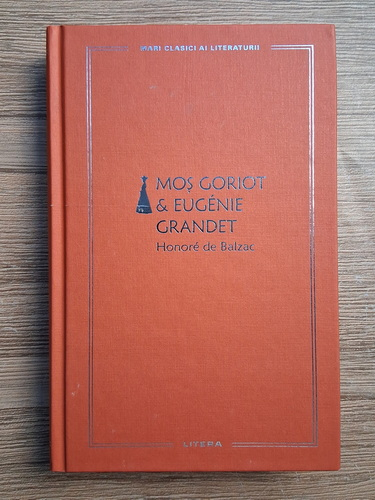 MARI CLASICI AI LITERATURII
MOȘ GORIOT
& EUGÉNIE
GRANDET
Honoré de Balzac
LITERA